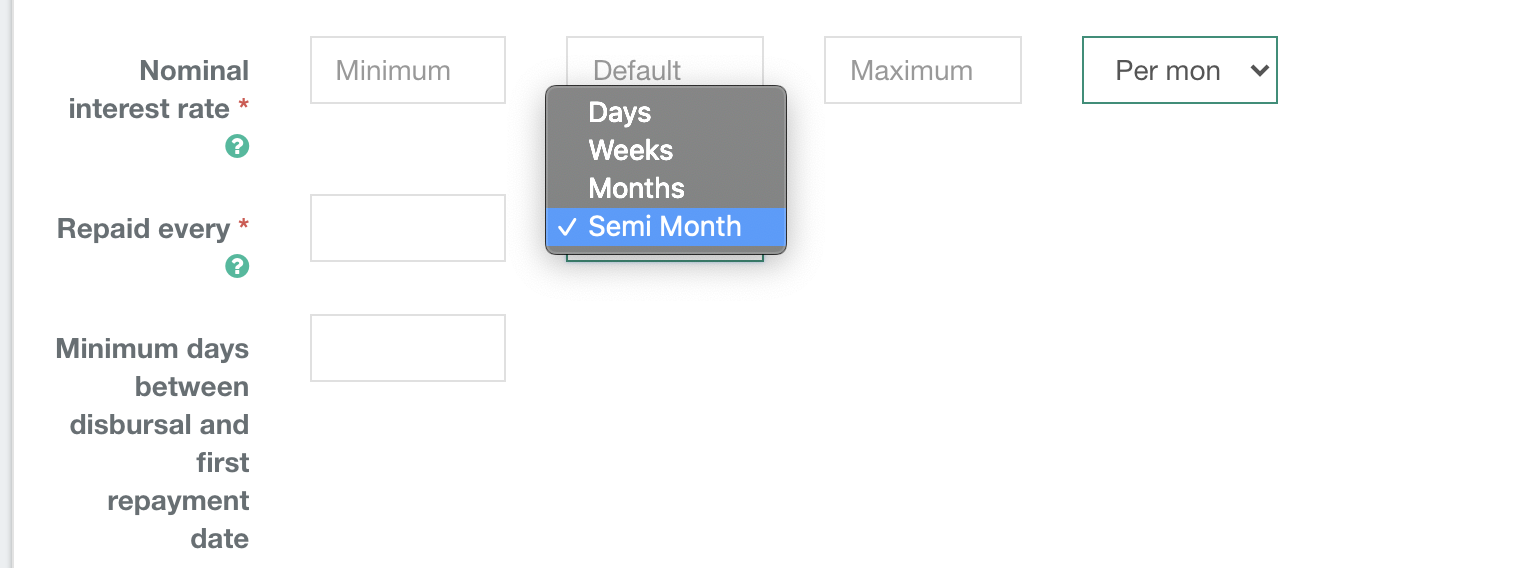 Nominal
interest rate *
?
Minimum
Default
Maximum
Per mon
Days
Weeks
Months
✓ Semi Month
Repaid every *
?
Minimum days
between
disbursal and
first
repayment
date